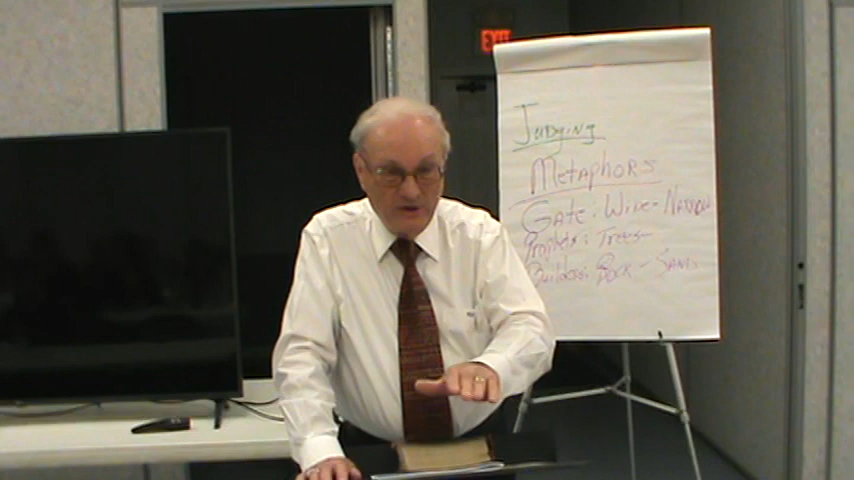 EXIT
Judging
Metaphors
Gate: Wide - Narrow
Prophets: Trees
Builders: Rock - Sand